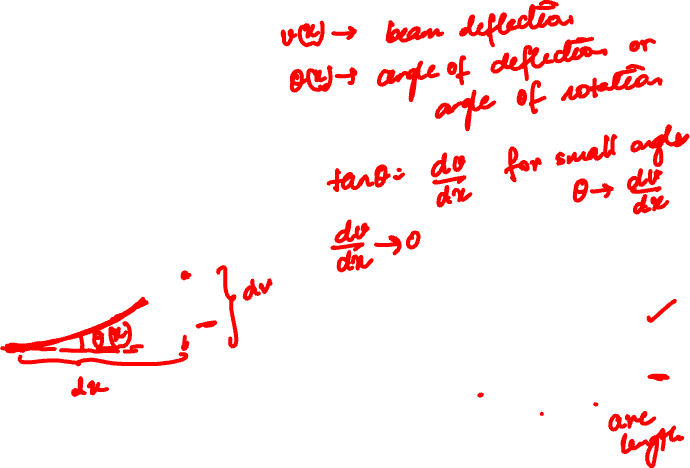 v(x) → beam deflection
θ(x) → angle of deflection or
angle of rotation
tanθ = dv/dx for small angle
θ → dv/dx
dv/dx → 0
θ(x)
dv
dx
arc
length